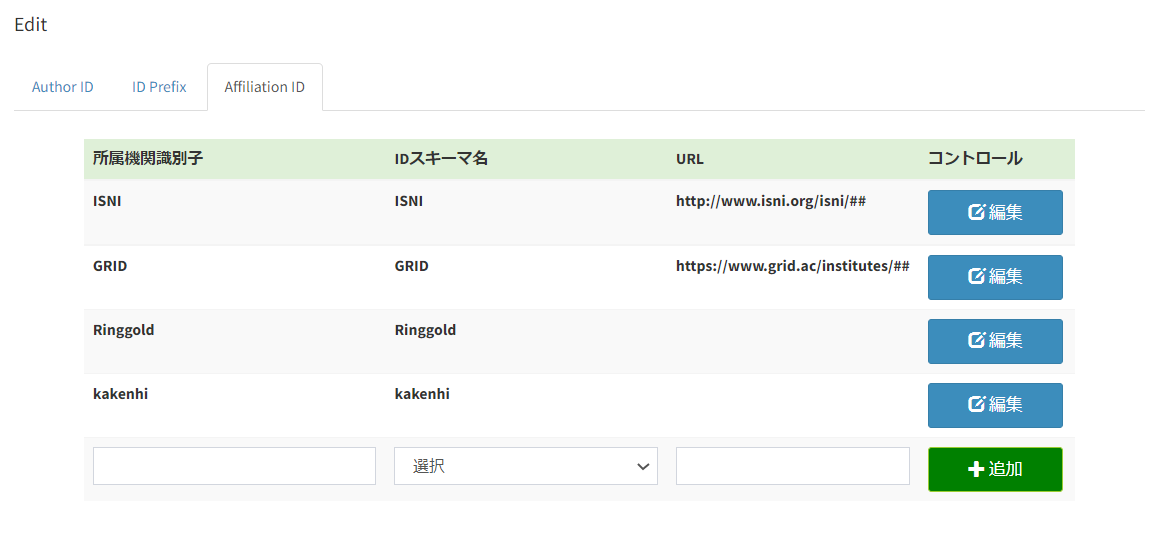 Edit
Author ID ID Prefix Affiliation ID
所属機関識別子 IDスキーマ名 URL コントロール
ISNI ISNI http://www.isni.org/isni/## 編集
GRID GRID https://www.grid.ac/institutes/## 編集
Ringgold Ringgold 編集
kakenhi kakenhi 編集
選択 追加